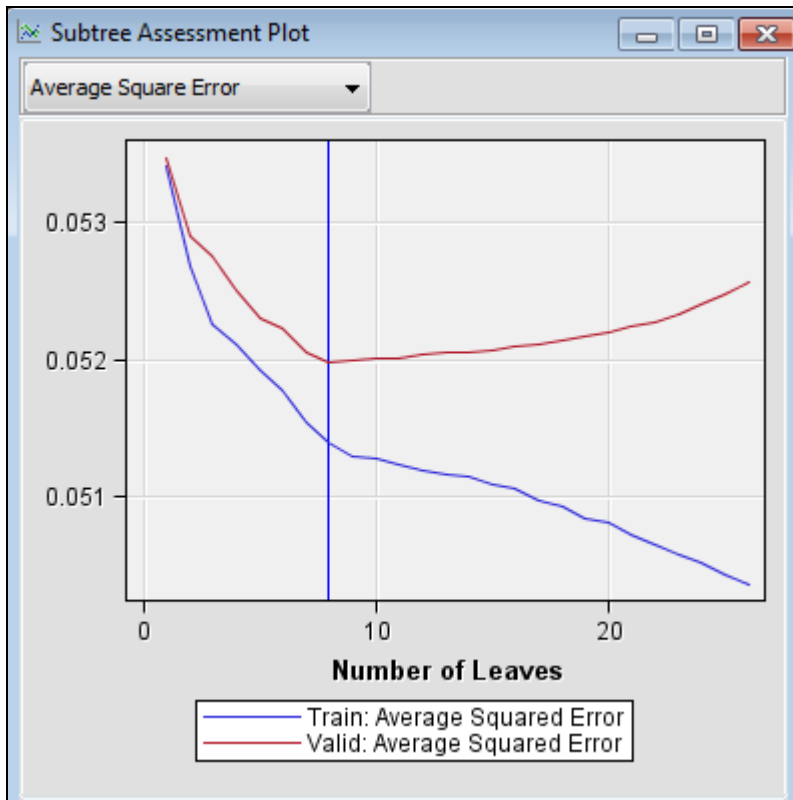 Subtree Assessment Plot
Average Square Error
0.053
0.052
0.051
0 10 20
Number of Leaves
Train: Average Squared Error
Valid: Average Squared Error